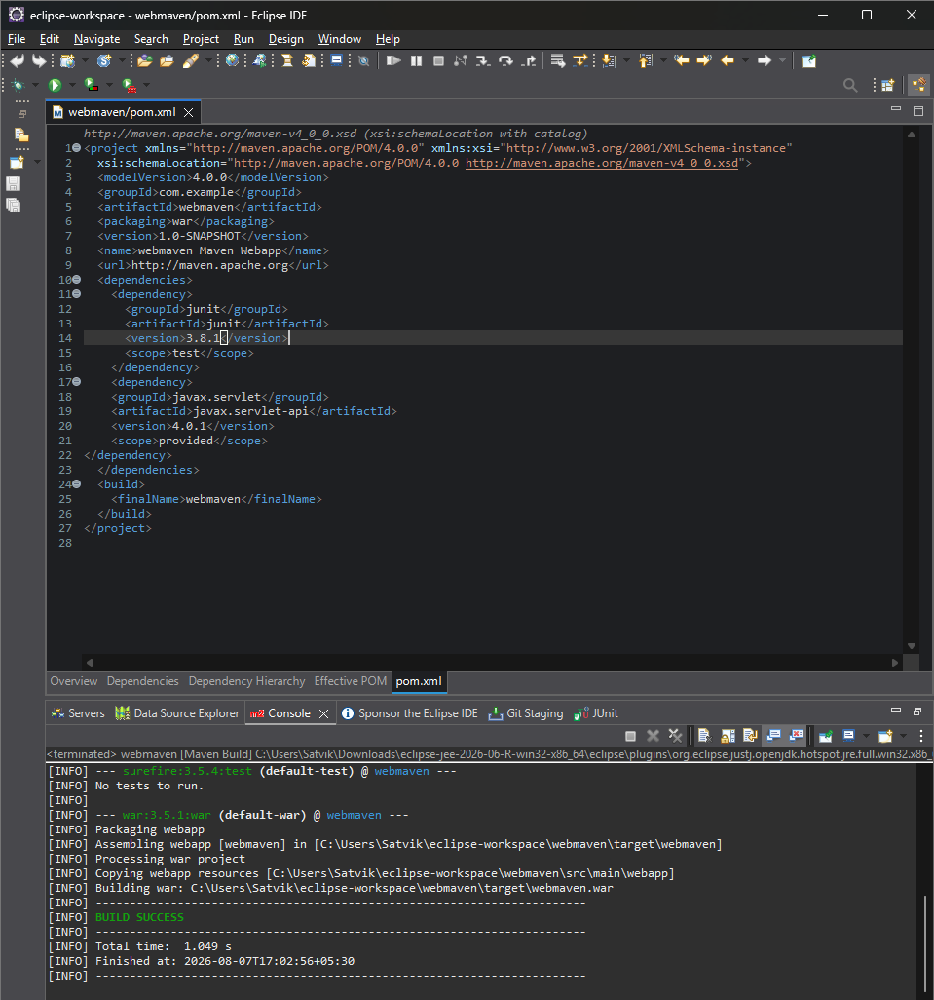 eclipse-workspace - webmaven/pom.xml - Eclipse IDE
File Edit Navigate Search Project Run Design Window Help
webmaven/pom.xml
http://maven.apache.org/maven-v4_0_0.xsd (xsi:schemaLocation with catalog)
1 <project xmlns="http://maven.apache.org/POM/4.0.0" xmlns:xsi="http://www.w3.org/2001/XMLSchema-instance"
2   xsi:schemaLocation="http://maven.apache.org/POM/4.0.0 http://maven.apache.org/maven-v4_0_0.xsd">
3   <modelVersion>4.0.0</modelVersion>
4   <groupId>com.example</groupId>
5   <artifactId>webmaven</artifactId>
6   <packaging>war</packaging>
7   <version>1.0-SNAPSHOT</version>
8   <name>webmaven Maven Webapp</name>
9   <url>http://maven.apache.org</url>
10   <dependencies>
11     <dependency>
12       <groupId>junit</groupId>
13       <artifactId>junit</artifactId>
14       <version>3.8.1</version>
15       <scope>test</scope>
16     </dependency>
17     <dependency>
18     <groupId>javax.servlet</groupId>
19     <artifactId>javax.servlet-api</artifactId>
20     <version>4.0.1</version>
21     <scope>provided</scope>
22 </dependency>
23   </dependencies>
24   <build>
25     <finalName>webmaven</finalName>
26   </build>
27 </project>
28
Overview Dependencies Dependency Hierarchy Effective POM pom.xml
Servers Data Source Explorer Console Sponsor the Eclipse IDE Git Staging JUnit
<terminated> webmaven [Maven Build] C:\Users\Satvik\Downloads\eclipse-jee-2026-06-R-win32-x86_64\eclipse\plugins\org.eclipse.justj.openjdk.hotspot.jre.full.win32.x86_
[INFO] --- surefire:3.5.4:test (default-test) @ webmaven ---
[INFO] No tests to run.
[INFO]
[INFO] --- war:3.5.1:war (default-war) @ webmaven ---
[INFO] Packaging webapp
[INFO] Assembling webapp [webmaven] in [C:\Users\Satvik\eclipse-workspace\webmaven\target\webmaven]
[INFO] Processing war project
[INFO] Copying webapp resources [C:\Users\Satvik\eclipse-workspace\webmaven\src\main\webapp]
[INFO] Building war: C:\Users\Satvik\eclipse-workspace\webmaven\target\webmaven.war
[INFO] ------------------------------------------------------------------------
[INFO] BUILD SUCCESS
[INFO] ------------------------------------------------------------------------
[INFO] Total time:  1.049 s
[INFO] Finished at: 2026-08-07T17:02:56+05:30
[INFO] ------------------------------------------------------------------------